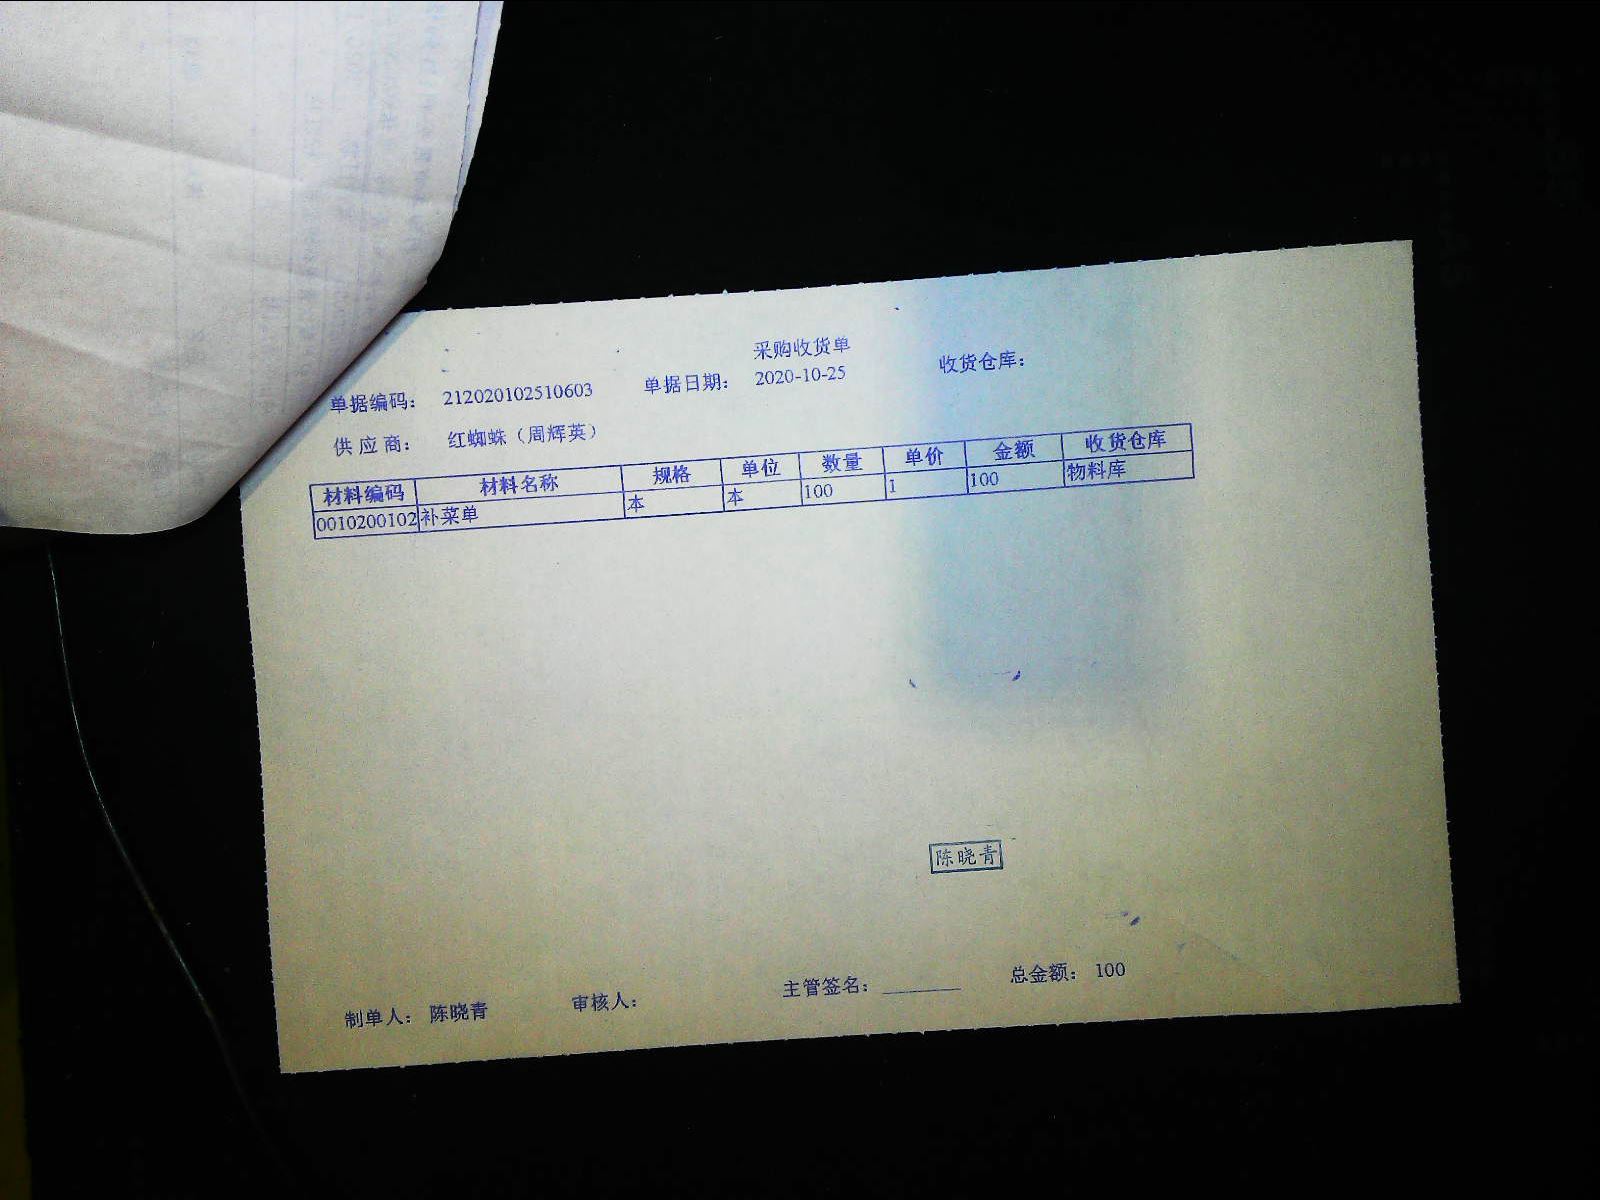 采购收货单
单据编码： 212020102510603 单据日期： 2020-10-25 收货仓库：
供应商： 红蜘蛛（周辉英）
材料编码 材料名称 规格 单位 数量 单价 金额 收货仓库
0010200102 补菜单 本 本 100 1 100 物料库
陈晓青
制单人： 陈晓青 审核人： 主管签名： ________ 总金额： 100